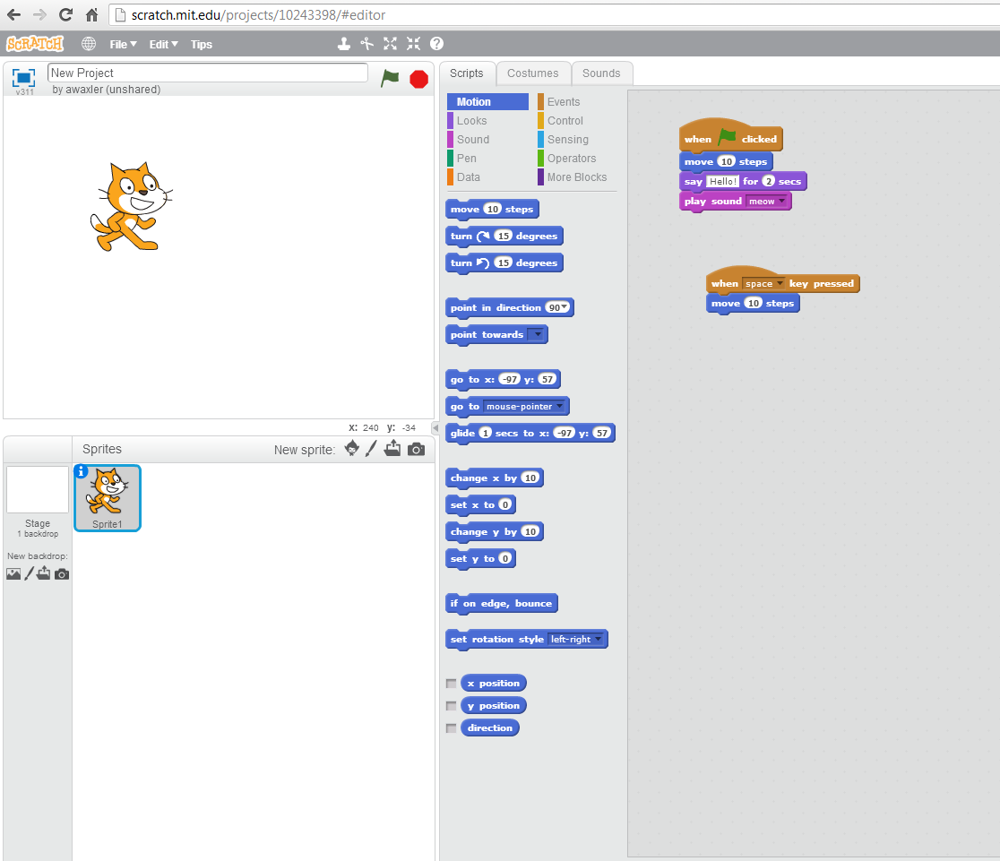 scratch.mit.edu/projects/10243398/#editor
SCRATCH File Edit Tips ?
v311
New Project
by awaxler (unshared)
x: 240 y: -34
Sprites New sprite:
i
Sprite1
Stage
1 backdrop
New backdrop:
Scripts Costumes Sounds
Motion Events
Looks Control
Sound Sensing
Pen Operators
Data More Blocks
move 10 steps
turn 15 degrees
turn 15 degrees
point in direction 90
point towards
go to x: -97 y: 57
go to mouse-pointer
glide 1 secs to x: -97 y: 57
change x by 10
set x to 0
change y by 10
set y to 0
if on edge, bounce
set rotation style left-right
x position
y position
direction
when clicked
move 10 steps
say Hello! for 2 secs
play sound meow
when space key pressed
move 10 steps